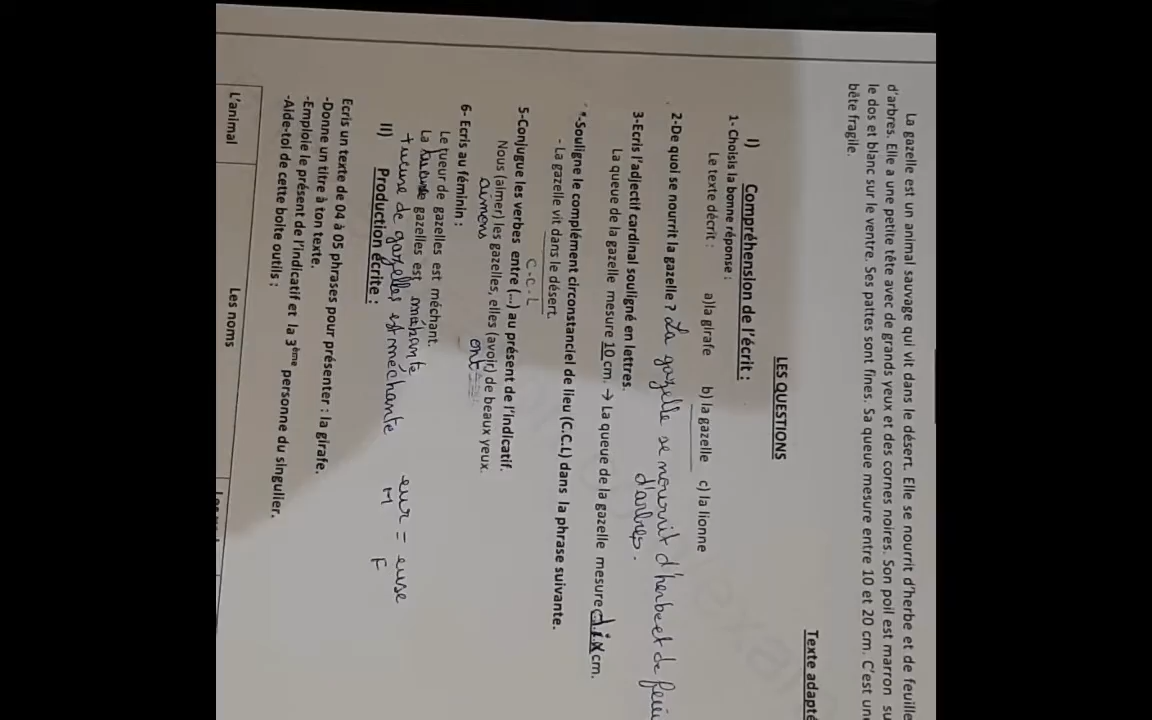 La gazelle est un animal sauvage qui vit dans le désert. Elle se nourrit d'herbe et de feuille
d'arbres. Elle a une petite tête avec de grands yeux et des cornes noires. Son poil est marron su
le dos et blanc sur le ventre. Ses pattes sont fines. Sa queue mesure entre 10 et 20 cm. C'est une
bête fragile.
Texte adapté
LES QUESTIONS
I) Compréhension de l'écrit :
1- Choisis la bonne réponse :
Le texte décrit : a)la girafe b) la gazelle c) la lionne
2-De quoi se nourrit la gazelle ? La gazelle se nourrit d'herbe et de feui
d'arbres.
3-Ecris l'adjectif cardinal souligné en lettres.
La queue de la gazelle mesure 10 cm. → La queue de la gazelle mesure dix cm.
-Souligne le complément circonstanciel de lieu (C.C.L) dans la phrase suivante.
- La gazelle vit dans le désert.
C.C.L
5-Conjugue les verbes entre (...) au présent de l'indicatif.
Nous (aimer) les gazelles, elles (avoir) de beaux yeux.
aimons ont
6- Ecris au féminin :
Le tueur de gazelles est méchant.
La gazelles est méhante
tueuse de gazelles est méchante eur = euse
M F
II) Production écrite :
Ecris un texte de 04 à 05 phrases pour présenter : la girafe.
-Donne un titre à ton texte.
-Emploie le présent de l'indicatif et la 3ème personne du singulier.
-Aide-toi de cette boite outils :
L'animal Les noms